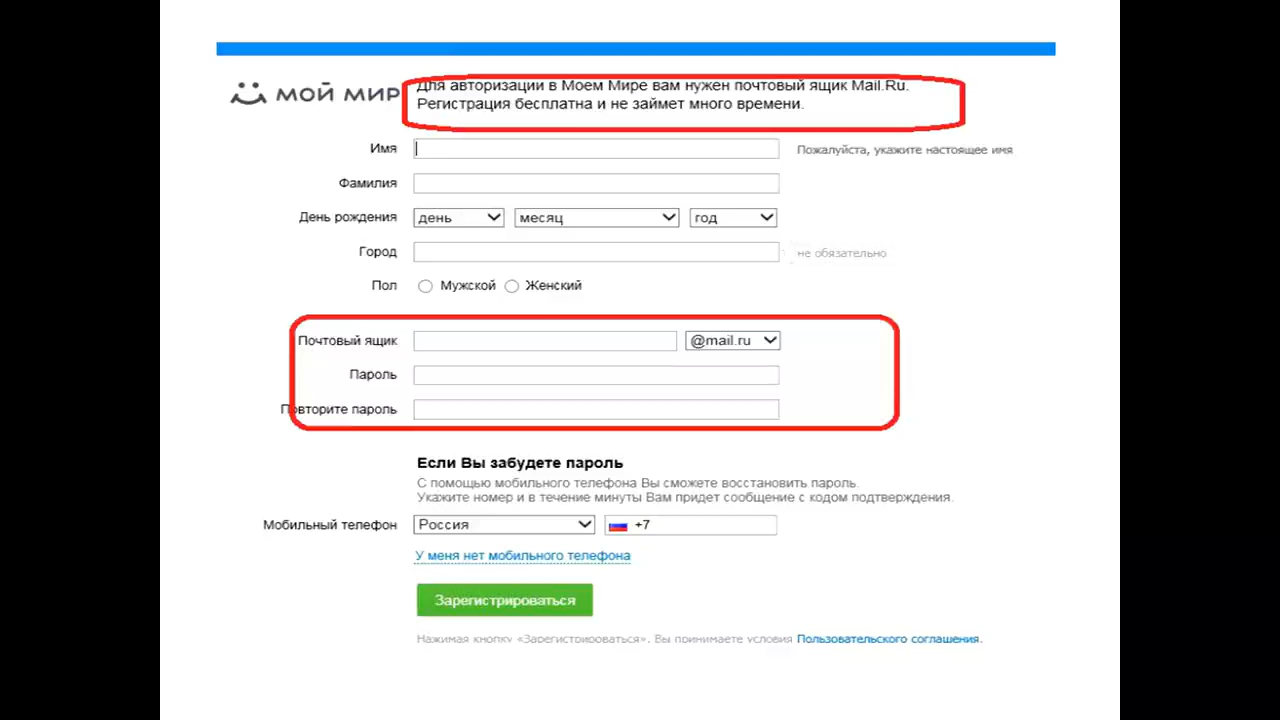 мой мир
Для авторизации в Моем Мире вам нужен почтовый ящик Mail.Ru.
Регистрация бесплатна и не займет много времени.
Имя Пожалуйста, укажите настоящее имя
Фамилия
День рождения день месяц год
Город не обязательно
Пол Мужской Женский
Почтовый ящик @mail.ru
Пароль
Повторите пароль
Если Вы забудете пароль
С помощью мобильного телефона Вы сможете восстановить пароль.
Укажите номер и в течение минуты Вам придет сообщение с кодом подтверждения.
Мобильный телефон Россия +7
У меня нет мобильного телефона
Зарегистрироваться
Нажимая кнопку «Зарегистрироваться», Вы принимаете условия Пользовательского соглашения.